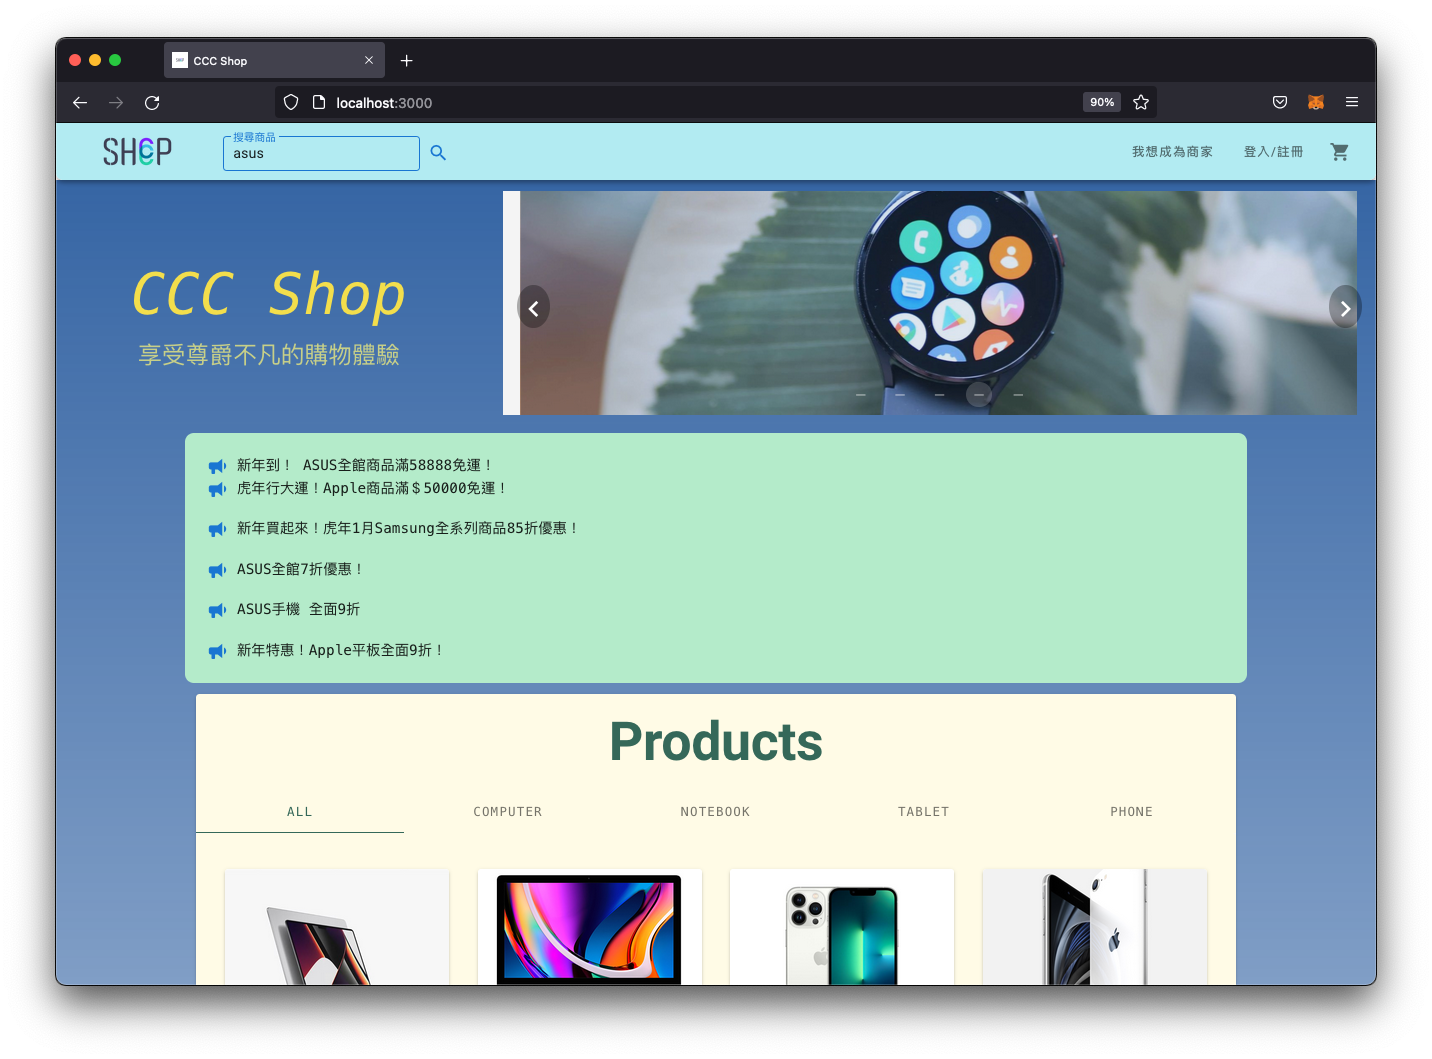 CCC Shop
localhost:3000
90%
SHOP
搜尋商品
asus
我想成為商家
登入/註冊
CCC Shop
享受尊爵不凡的購物體驗
新年到！ ASUS全館商品滿58888免運！
虎年行大運！Apple商品滿＄50000免運！
新年買起來！虎年1月Samsung全系列商品85折優惠！
ASUS全館7折優惠！
ASUS手機 全面9折
新年特惠！Apple平板全面9折！
Products
ALL
COMPUTER
NOTEBOOK
TABLET
PHONE